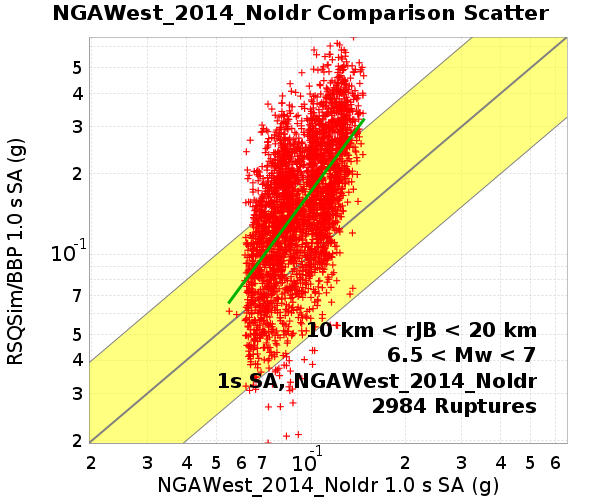 NGAWest_2014_NoIdr Comparison Scatter
RSQSim/BBP 1.0 s SA (g)
5
4
3
2
10^-1
7
5
4
3
2
10 km < rJB < 20 km
6.5 < Mw < 7
1s SA, NGAWest_2014_NoIdr
2984 Ruptures
2 3 4 5 6 7 10^-1 2 3 4 5 6
NGAWest_2014_NoIdr 1.0 s SA (g)